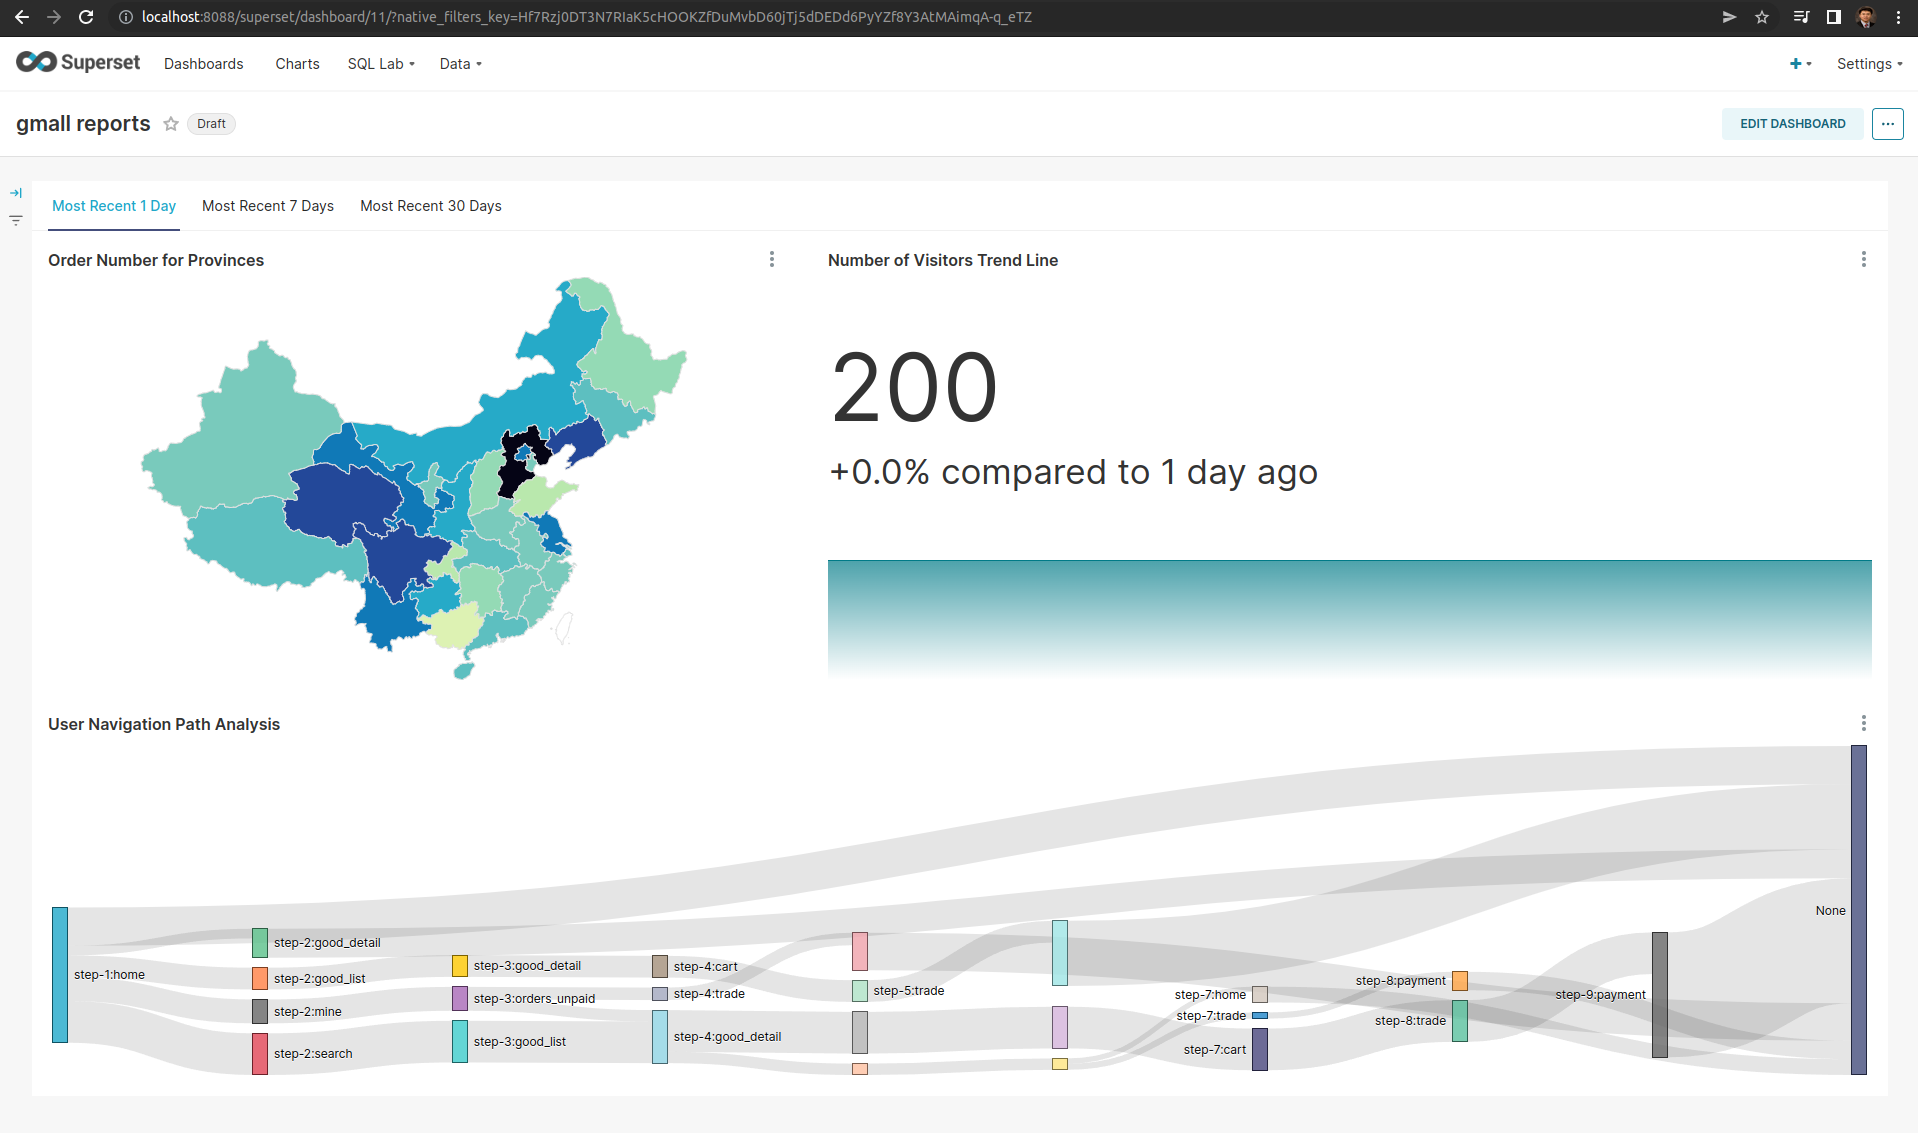 localhost:8088/superset/dashboard/11/?native_filters_key=Hf7Rzj0DT3N7RIaK5cHOOKZfDuMvbD60jTj5dDEDd6PyYZf8Y3AtMAimqA-q_eTZ
Superset Dashboards Charts SQL Lab Data + Settings
gmall reports Draft EDIT DASHBOARD ...
Most Recent 1 Day Most Recent 7 Days Most Recent 30 Days
Order Number for Provinces
Number of Visitors Trend Line
200
+0.0% compared to 1 day ago
User Navigation Path Analysis
step-1:home
step-2:good_detail
step-2:good_list
step-2:mine
step-2:search
step-3:good_detail
step-3:orders_unpaid
step-3:good_list
step-4:cart
step-4:trade
step-4:good_detail
step-5:trade
step-7:home
step-7:trade
step-7:cart
step-8:payment
step-8:trade
step-9:payment
None